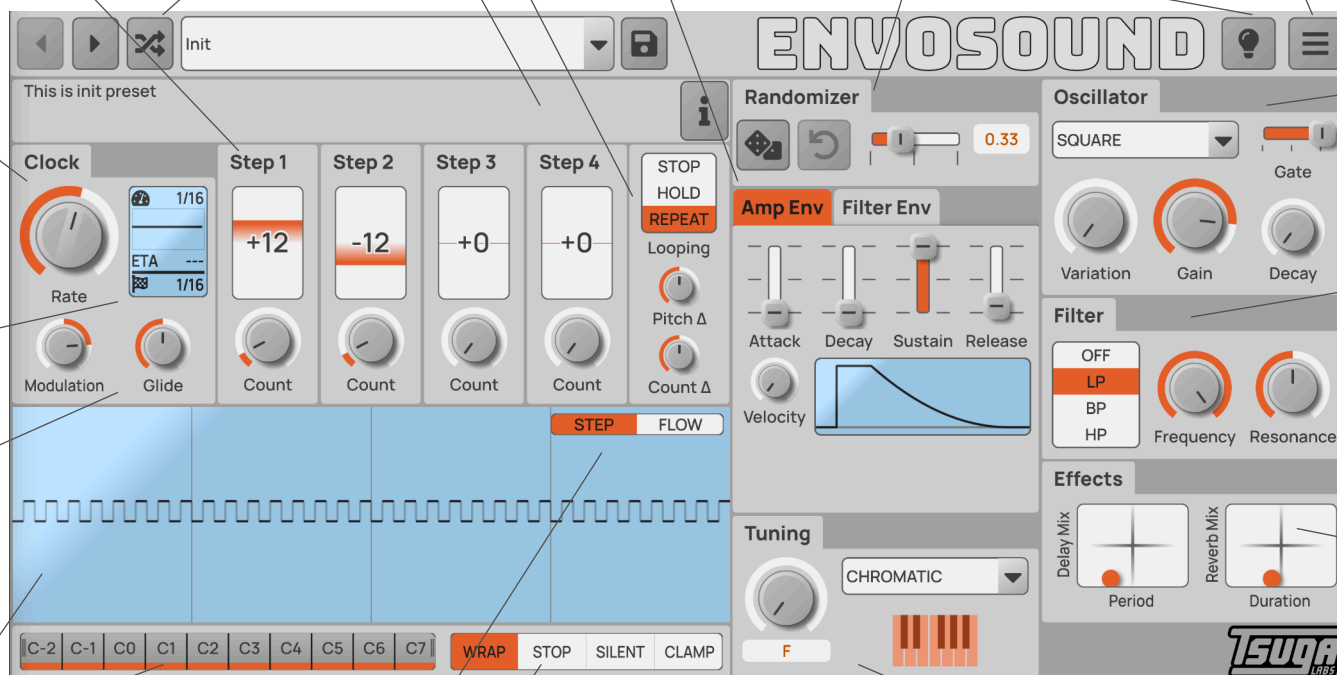 Init
ENVOSOUND
This is init preset
i
Clock
Rate
1/16
ETA ---
1/16
Modulation
Glide
Step 1
+12
Count
Step 2
-12
Count
Step 3
+0
Count
Step 4
+0
Count
STOP
HOLD
REPEAT
Looping
Pitch Δ
Count Δ
STEP FLOW
C-2 C-1 C0 C1 C2 C3 C4 C5 C6 C7
WRAP STOP SILENT CLAMP
Randomizer
0.33
Amp Env Filter Env
Attack Decay Sustain Release
Velocity
Tuning
CHROMATIC
F
Oscillator
SQUARE
Gate
Variation Gain Decay
Filter
OFF
LP
BP
HP
Frequency Resonance
Effects
Delay Mix
Period
Reverb Mix
Duration
TSUGA
LABS